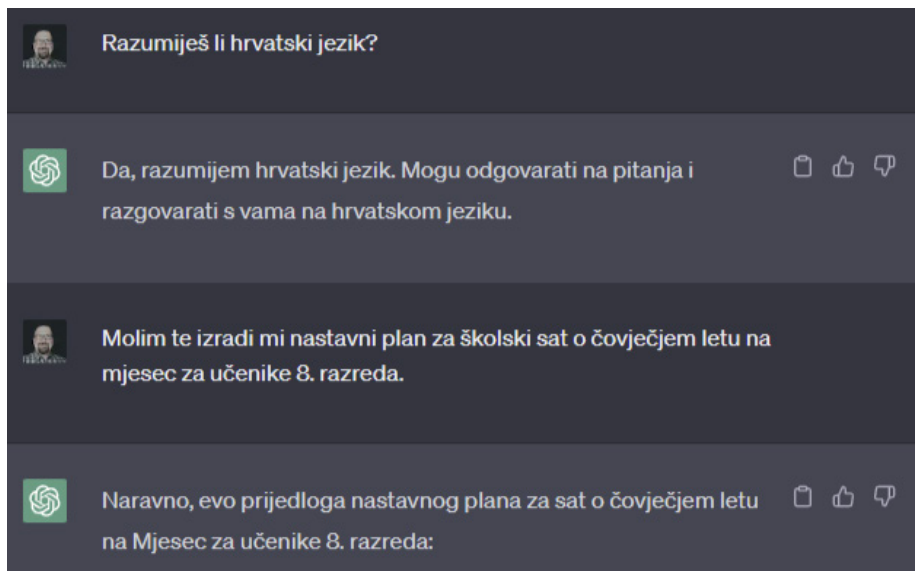 Razumiješ li hrvatski jezik?
Da, razumijem hrvatski jezik. Mogu odgovarati na pitanja i
razgovarati s vama na hrvatskom jeziku.
Molim te izradi mi nastavni plan za školski sat o čovječjem letu na
mjesec za učenike 8. razreda.
Naravno, evo prijedloga nastavnog plana za sat o čovječjem letu
na Mjesec za učenike 8. razreda: